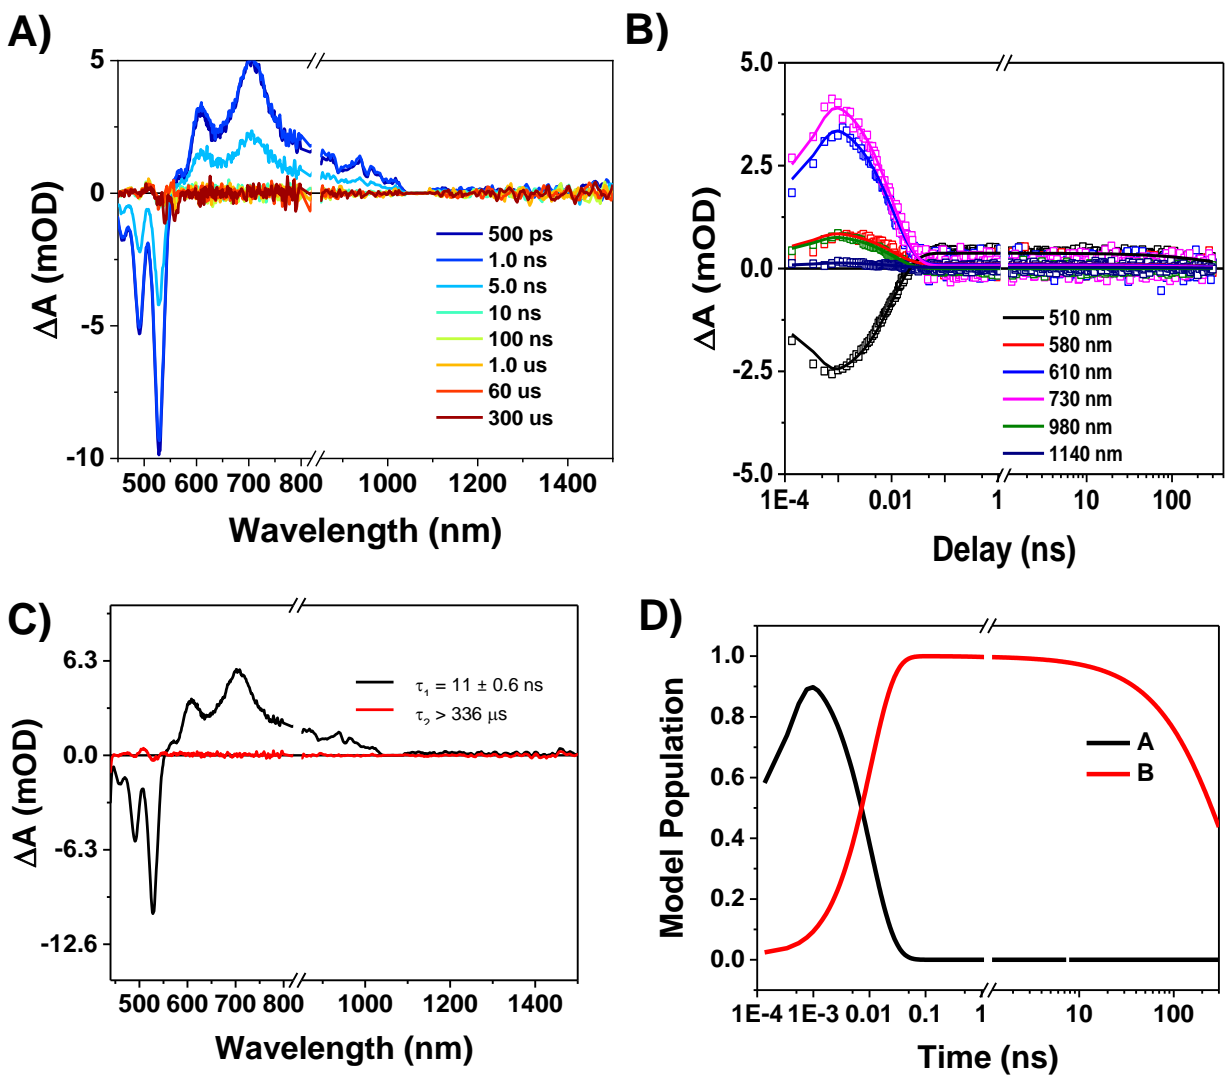 A)
5
0
-5
-10
ΔA (mOD)
500 ps
1.0 ns
5.0 ns
10 ns
100 ns
1.0 us
60 us
300 us
500 600 700 800 1000 1200 1400
Wavelength (nm)
B)
5.0
2.5
0.0
-2.5
-5.0
ΔA (mOD)
510 nm
580 nm
610 nm
730 nm
980 nm
1140 nm
1E-4 0.01 1 10 100
Delay (ns)
C)
6.3
0.0
-6.3
-12.6
ΔA (mOD)
τ₁ = 11 ± 0.6 ns
τ₂ > 336 μs
500 600 700 800 1000 1200 1400
Wavelength (nm)
D)
1.0
0.8
0.6
0.4
0.2
0.0
Model Population
A
B
1E-4 1E-3 0.01 0.1 1 10 100
Time (ns)